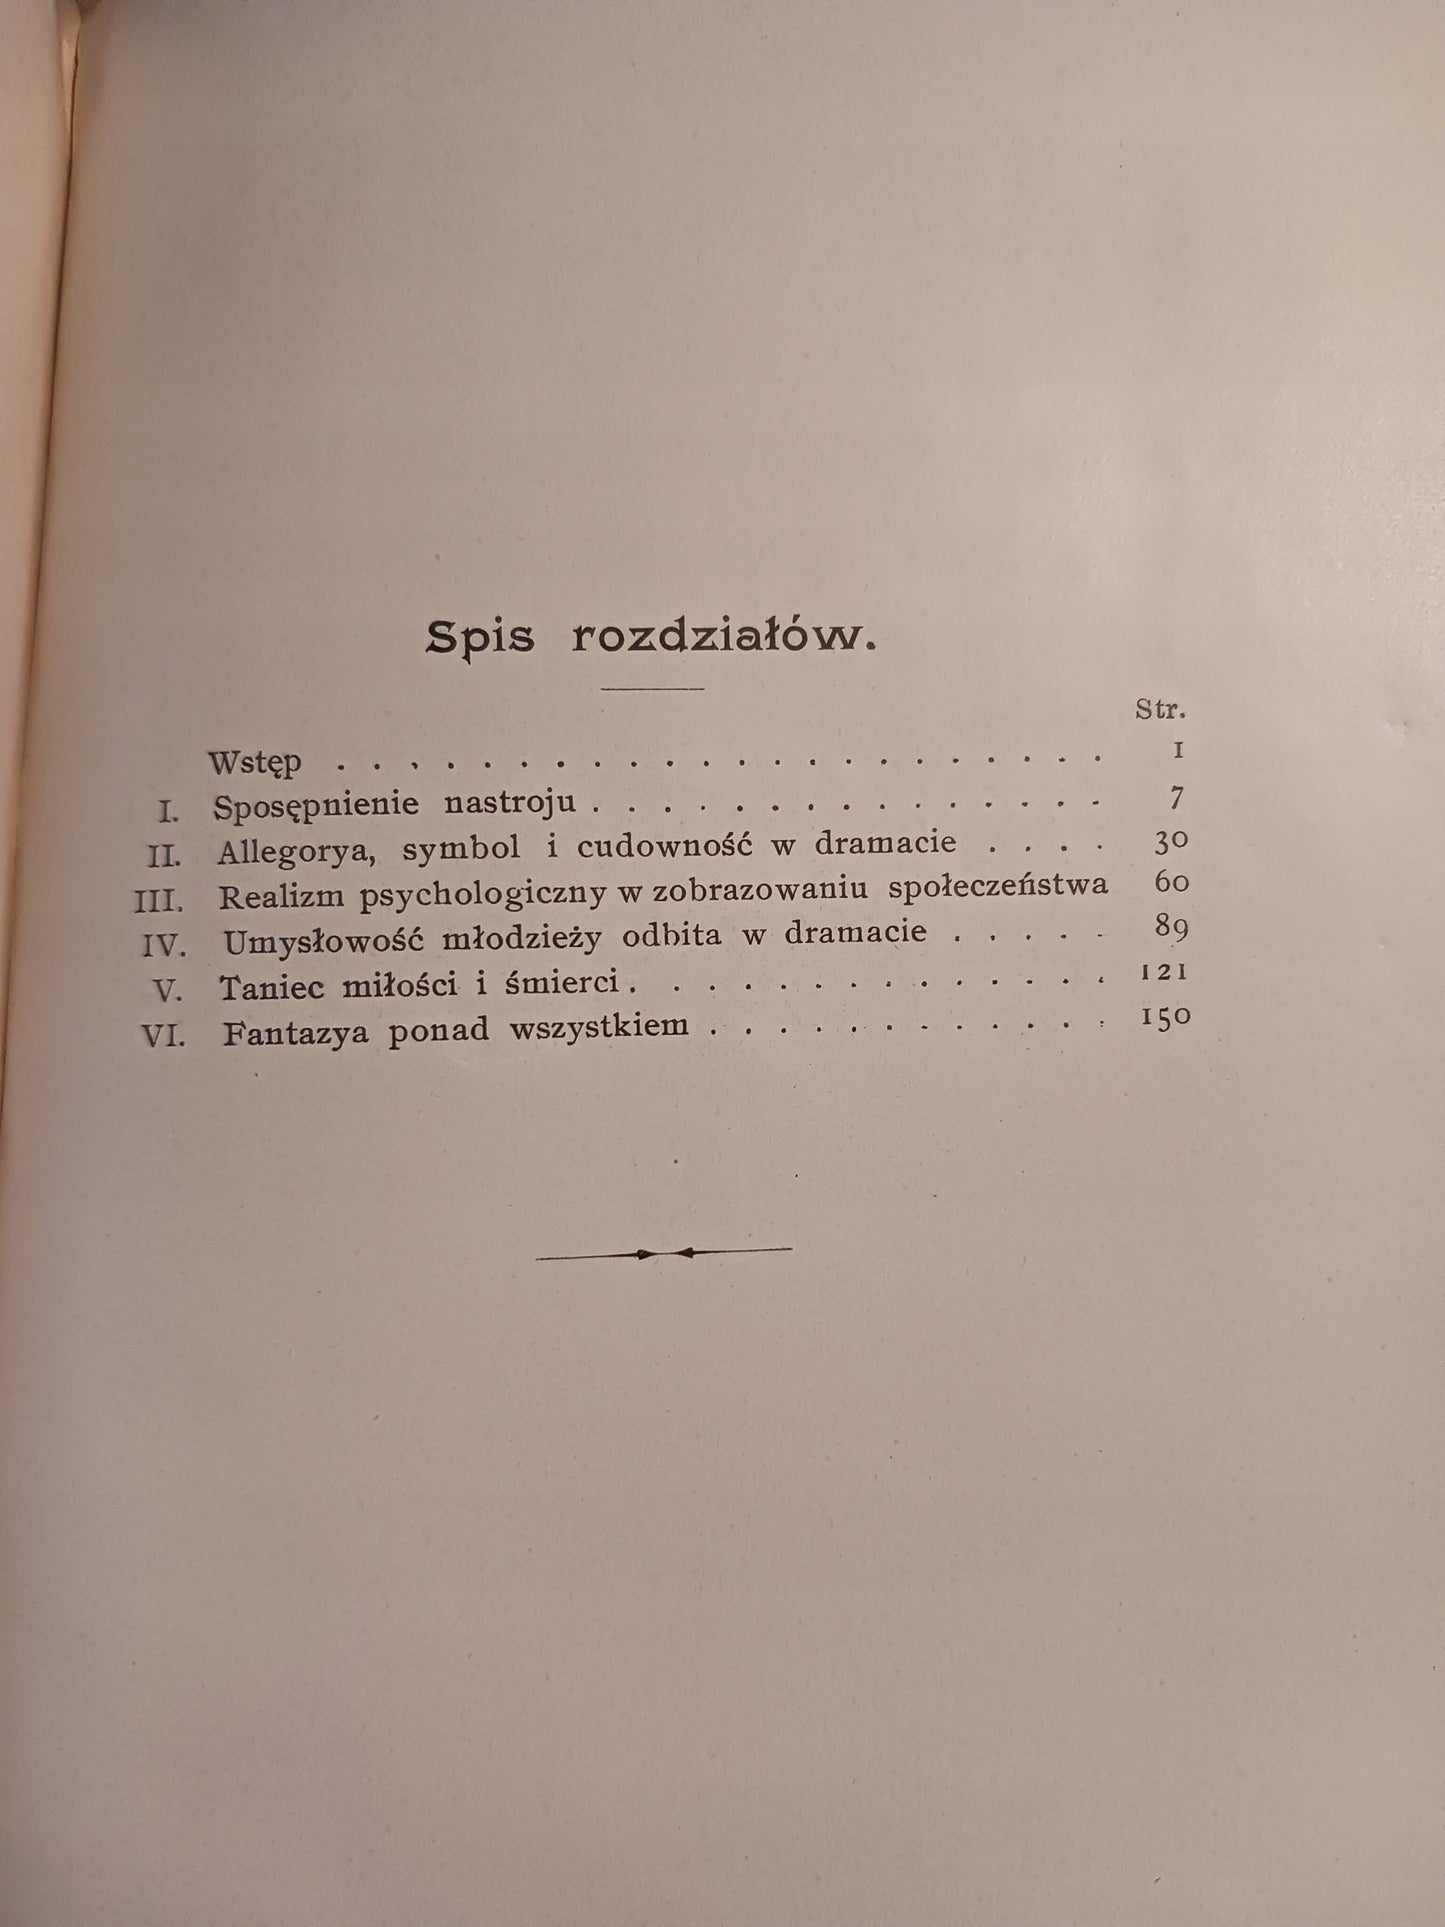 Spis rozdziałów.
Str.
Wstęp . . . . . . . . . . . . . . . . . . . . . . 1
I. Sposępnienie nastroju . . . . . . . . . . . . . . . 7
II. Allegorya, symbol i cudowność w dramacie . . . . 30
III. Realizm psychologiczny w zobrazowaniu społeczeństwa 60
IV. Umysłowość młodzieży odbita w dramacie . . . . . 89
V. Taniec miłości i śmierci . . . . . . . . . . . . . . 121
VI. Fantazya ponad wszystkiem . . . . . . . . . . . . 150